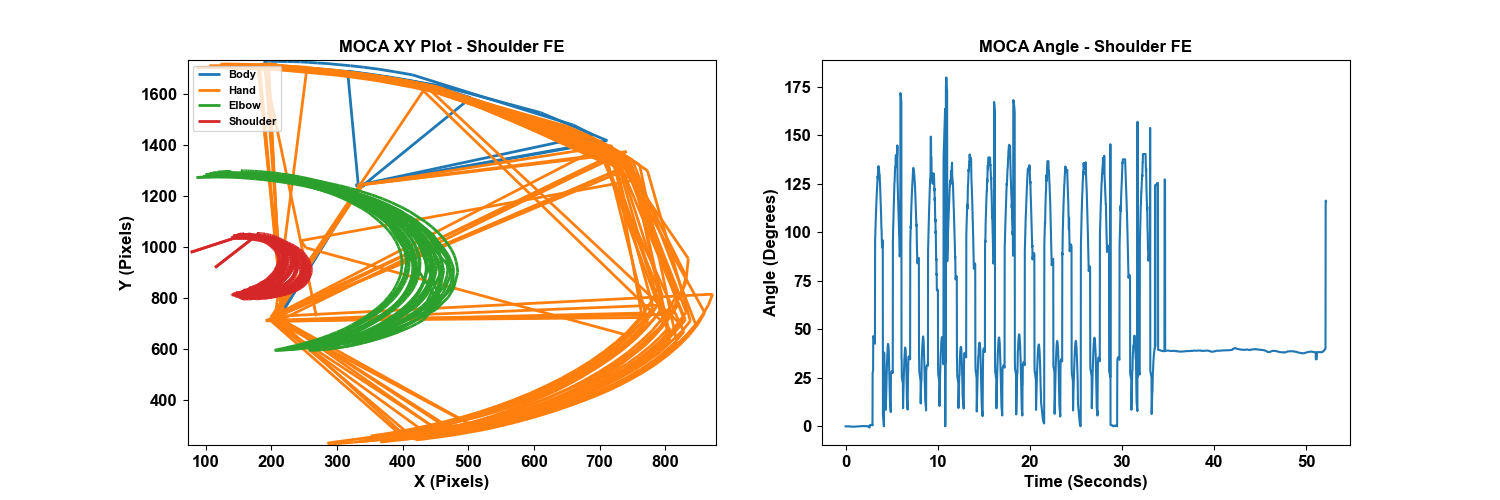 MOCA XY Plot - Shoulder FE
Body
Hand
Elbow
Shoulder
Y (Pixels)
1600
1400
1200
1000
800
600
400
100 200 300 400 500 600 700 800
X (Pixels)
MOCA Angle - Shoulder FE
Angle (Degrees)
175
150
125
100
75
50
25
0
0 10 20 30 40 50
Time (Seconds)